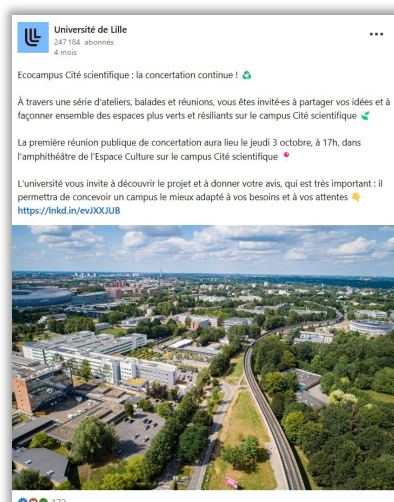 Université de Lille
247 184 abonnés
4 mois
Ecocampus Cité scientifique : la concertation continue ! ♻️
À travers une série d'ateliers, balades et réunions, vous êtes invité·es à partager vos idées et à
façonner ensemble des espaces plus verts et résiliants sur le campus Cité scientifique 🌱
La première réunion publique de concertation aura lieu le jeudi 3 octobre, à 17h, dans
l'amphithéâtre de l'Espace Culture sur le campus Cité scientifique 📍
L'université vous invite à découvrir le projet et à donner votre avis, qui est très important : il
permettra de concevoir un campus le mieux adapté à vos besoins et à vos attentes 👇
https://lnkd.in/evJXXJUB
172